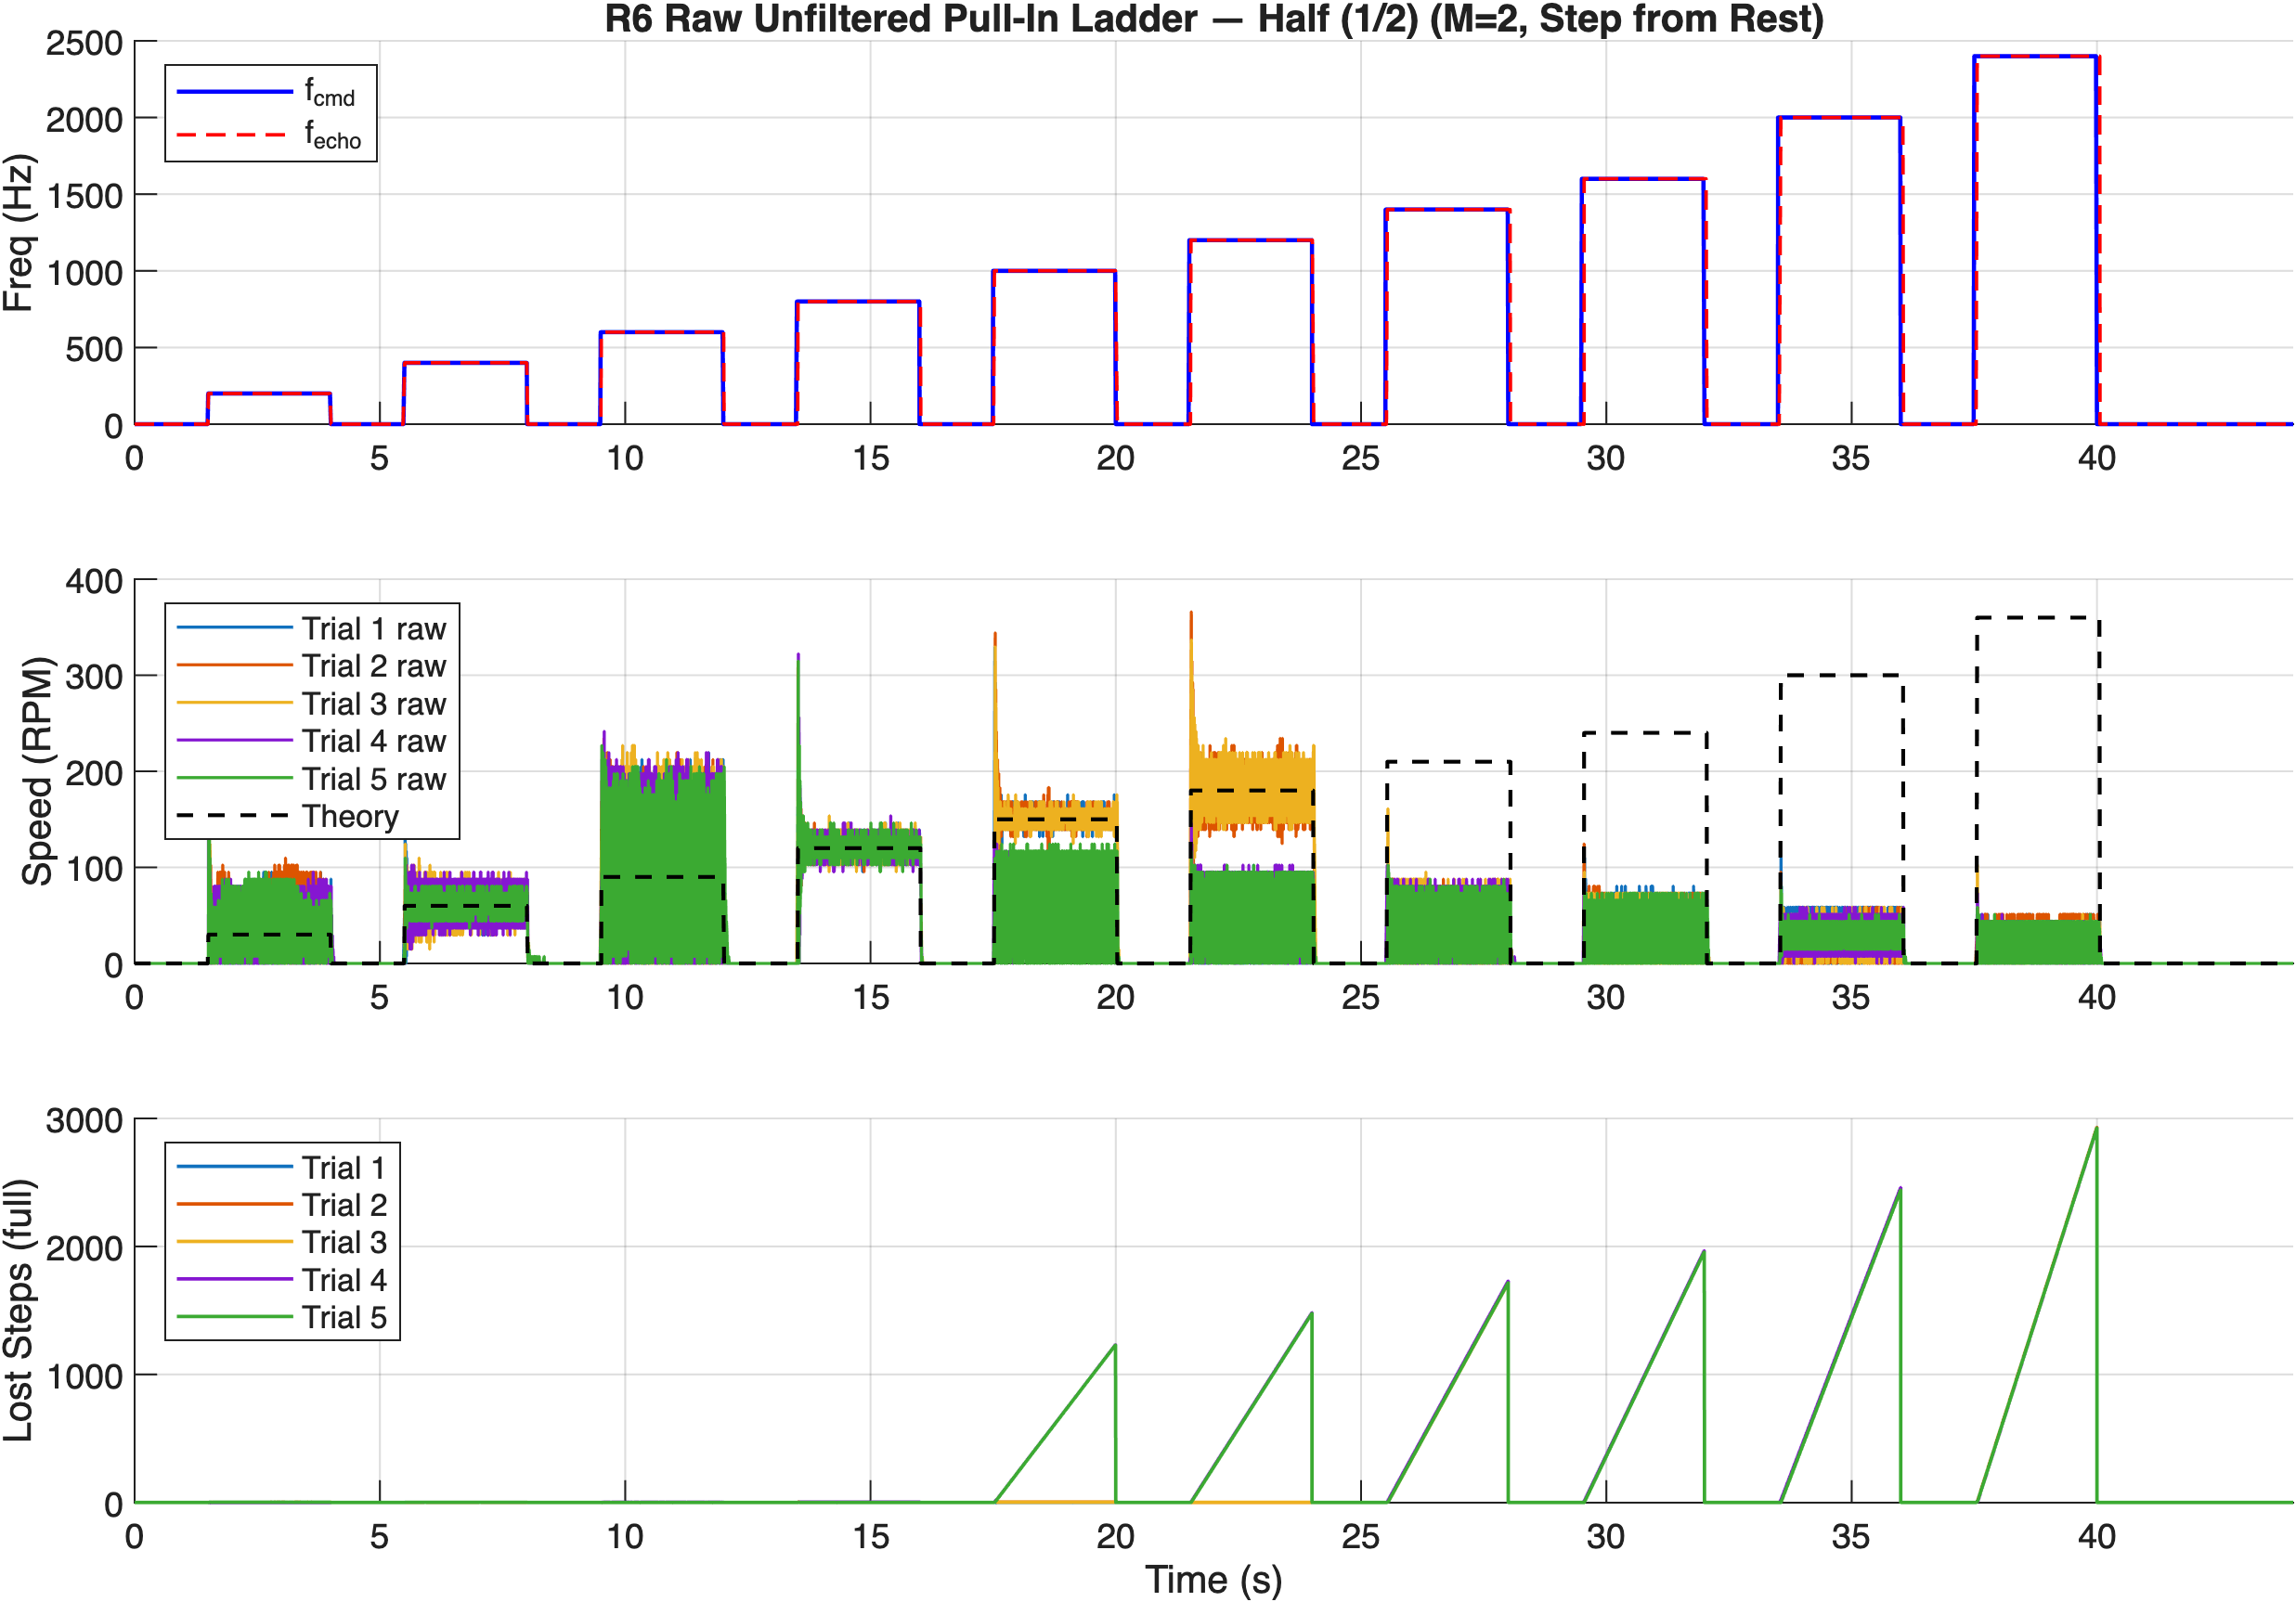 R6 Raw Unfiltered Pull-In Ladder — Half (1/2) (M=2, Step from Rest)
Freq (Hz)
2500
2000
1500
1000
500
0
f_cmd
f_echo
0 5 10 15 20 25 30 35 40
Speed (RPM)
400
300
200
100
0
Trial 1 raw
Trial 2 raw
Trial 3 raw
Trial 4 raw
Trial 5 raw
Theory
0 5 10 15 20 25 30 35 40
Lost Steps (full)
3000
2000
1000
0
Trial 1
Trial 2
Trial 3
Trial 4
Trial 5
0 5 10 15 20 25 30 35 40
Time (s)